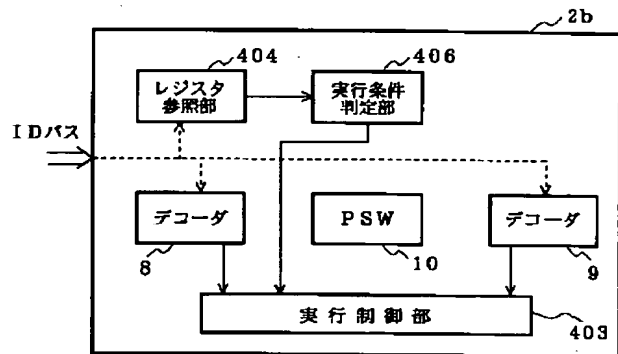 2b
404
406
レジスタ
参照部
実行条件
判定部
IDバス
デコーダ
PSW
デコーダ
8
10
9
実行制御部
403